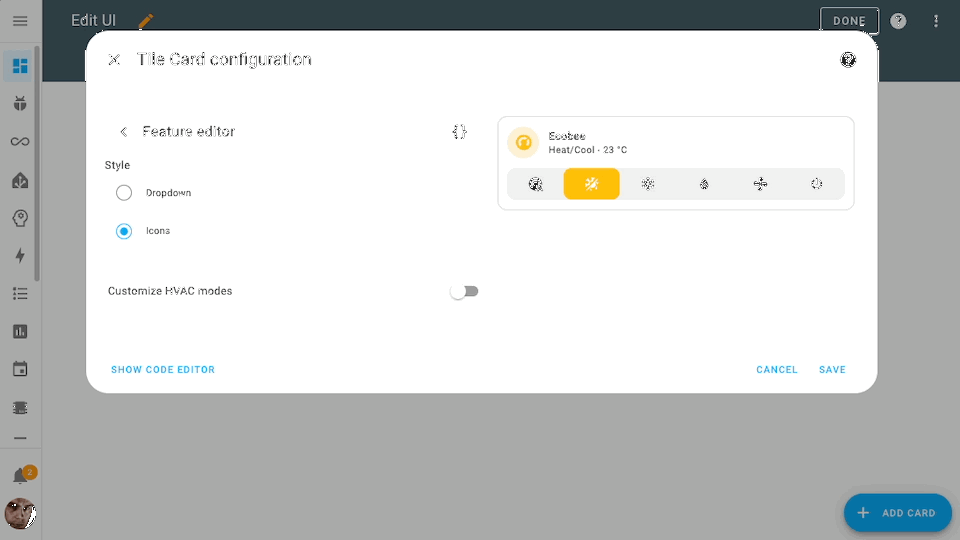 Edit UI
DONE
Tile Card configuration
Feature editor
{}
Ecobee
Heat/Cool · 23 °C
Style
Dropdown
Icons
Customize HVAC modes
SHOW CODE EDITOR
CANCEL
SAVE
2
ADD CARD